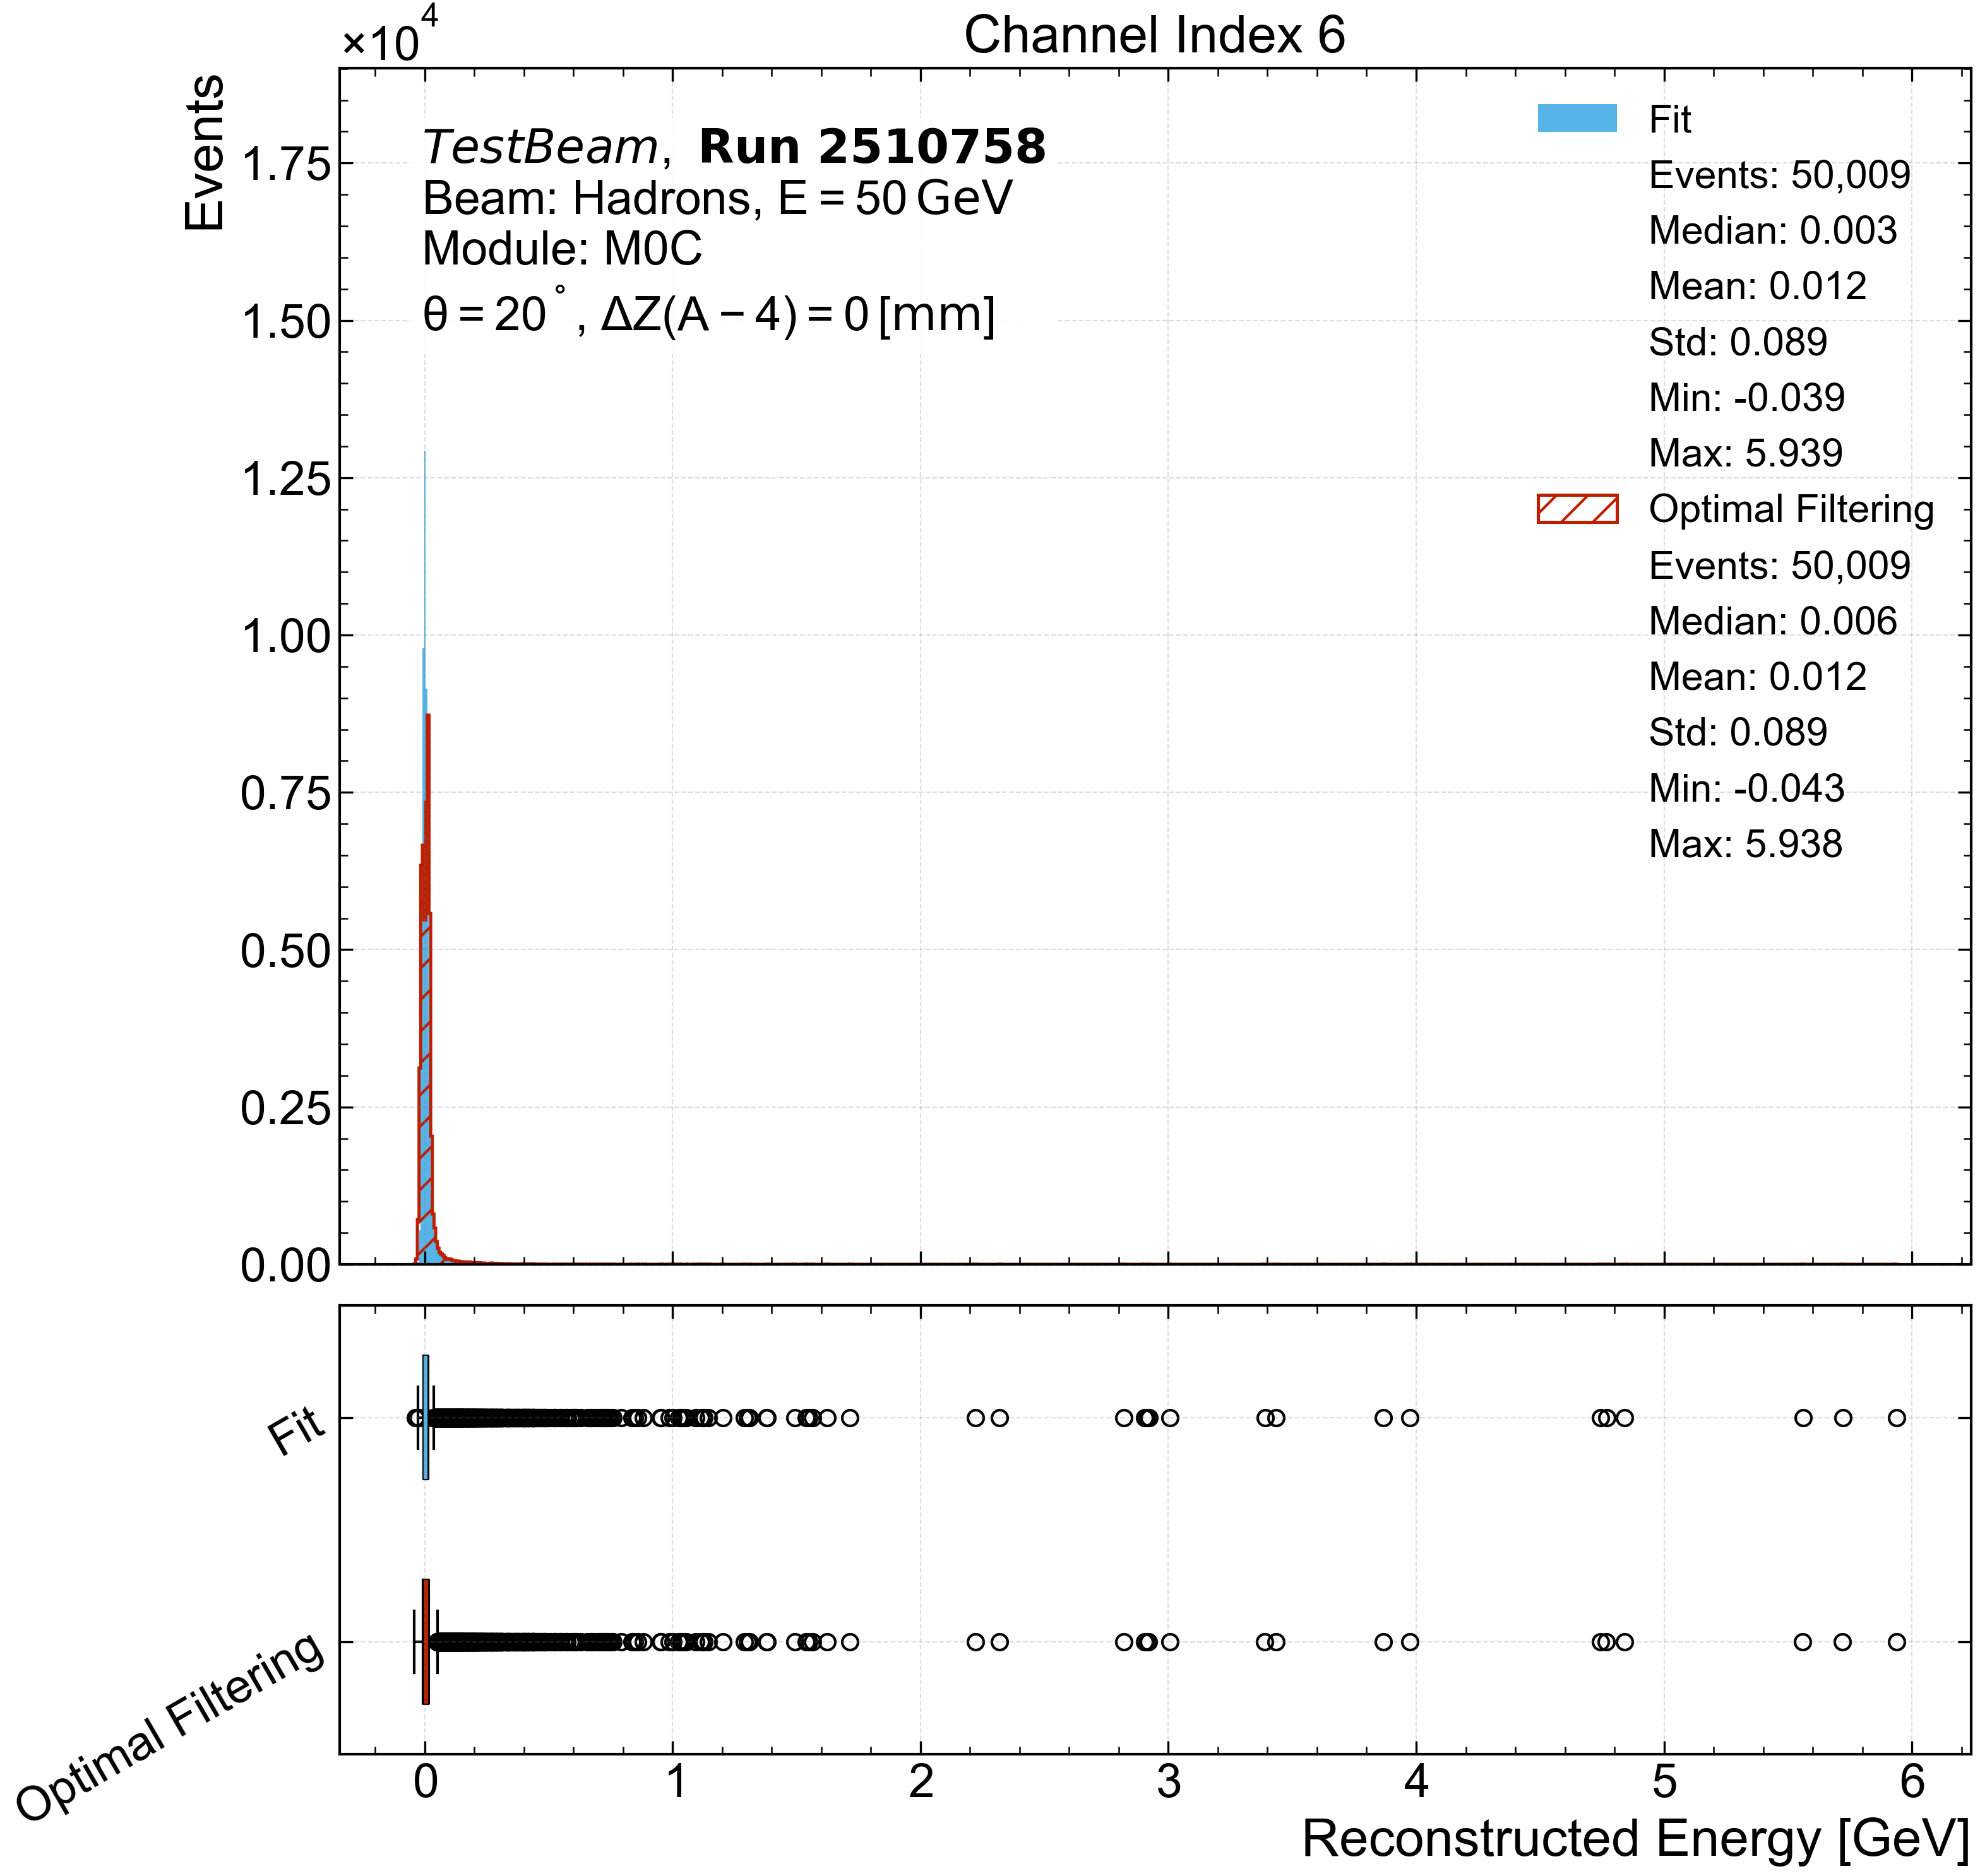 ×10⁴
Channel Index 6
Events
TestBeam, Run 2510758
Beam: Hadrons, E = 50 GeV
Module: M0C
θ = 20°, ΔZ(A − 4) = 0 [mm]
Fit
Events: 50,009
Median: 0.003
Mean: 0.012
Std: 0.089
Min: -0.039
Max: 5.939
Optimal Filtering
Events: 50,009
Median: 0.006
Mean: 0.012
Std: 0.089
Min: -0.043
Max: 5.938
1.75
1.50
1.25
1.00
0.75
0.50
0.25
0.00
Fit
Optimal Filtering
0 1 2 3 4 5 6
Reconstructed Energy [GeV]